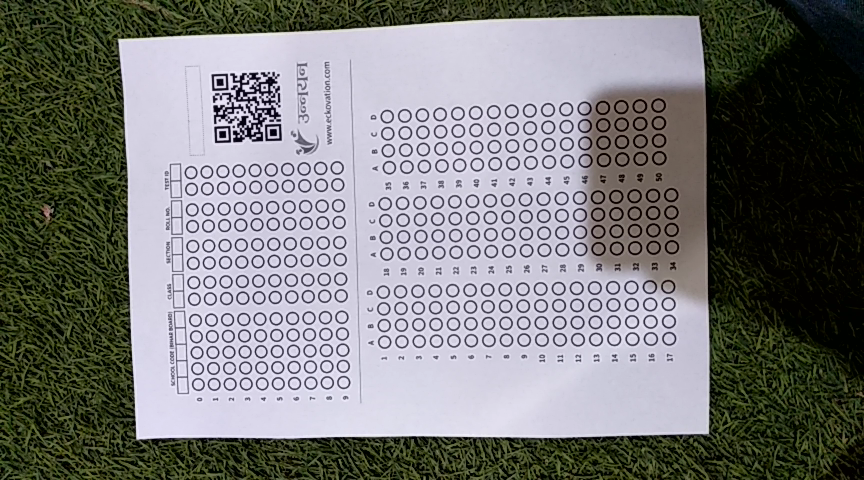 उन्नयन
www.eckovation.com
SCHOOL CODE (BIHAR BOARD) CLASS SECTION ROLL NO. TEST ID
0
1
2
3
4
5
6
7
8
9
A B C D A B C D A B C D
1 18 35
2 19 36
3 20 37
4 21 38
5 22 39
6 23 40
7 24 41
8 25 42
9 26 43
10 27 44
11 28 45
12 29 46
13 30 47
14 31 48
15 32 49
16 33 50
17 34